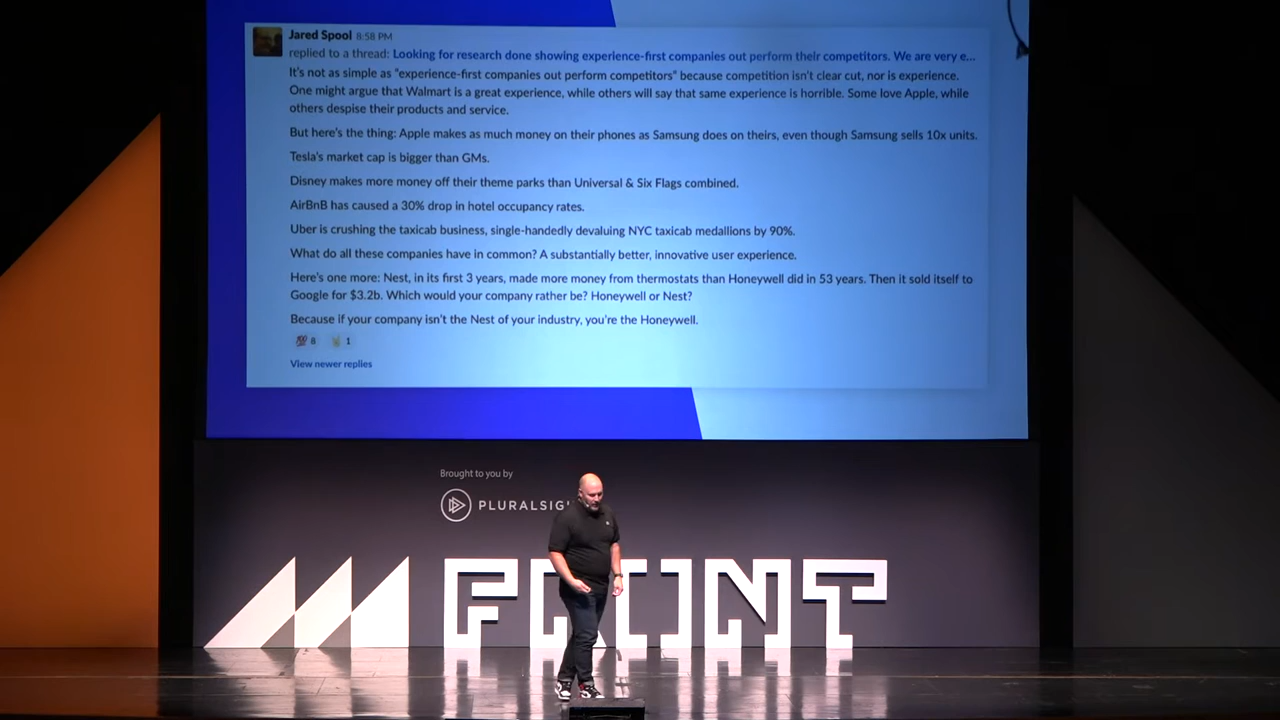 Jared Spool 8:58 PM
replied to a thread: Looking for research done showing experience-first companies out perform their competitors. We are very e...
It's not as simple as "experience-first companies out perform competitors" because competition isn't clear cut, nor is experience.
One might argue that Walmart is a great experience, while others will say that same experience is horrible. Some love Apple, while
others despise their products and service.
But here's the thing: Apple makes as much money on their phones as Samsung does on theirs, even though Samsung sells 10x units.
Tesla's market cap is bigger than GMs.
Disney makes more money off their theme parks than Universal & Six Flags combined.
AirBnB has caused a 30% drop in hotel occupancy rates.
Uber is crushing the taxicab business, single-handedly devaluing NYC taxicab medallions by 90%.
What do all these companies have in common? A substantially better, innovative user experience.
Here's one more: Nest, in its first 3 years, made more money from thermostats than Honeywell did in 53 years. Then it sold itself to
Google for $3.2b. Which would your company rather be? Honeywell or Nest?
Because if your company isn't the Nest of your industry, you're the Honeywell.
💯 8 1
View newer replies
Brought to you by
PLURALSIG
FRONT